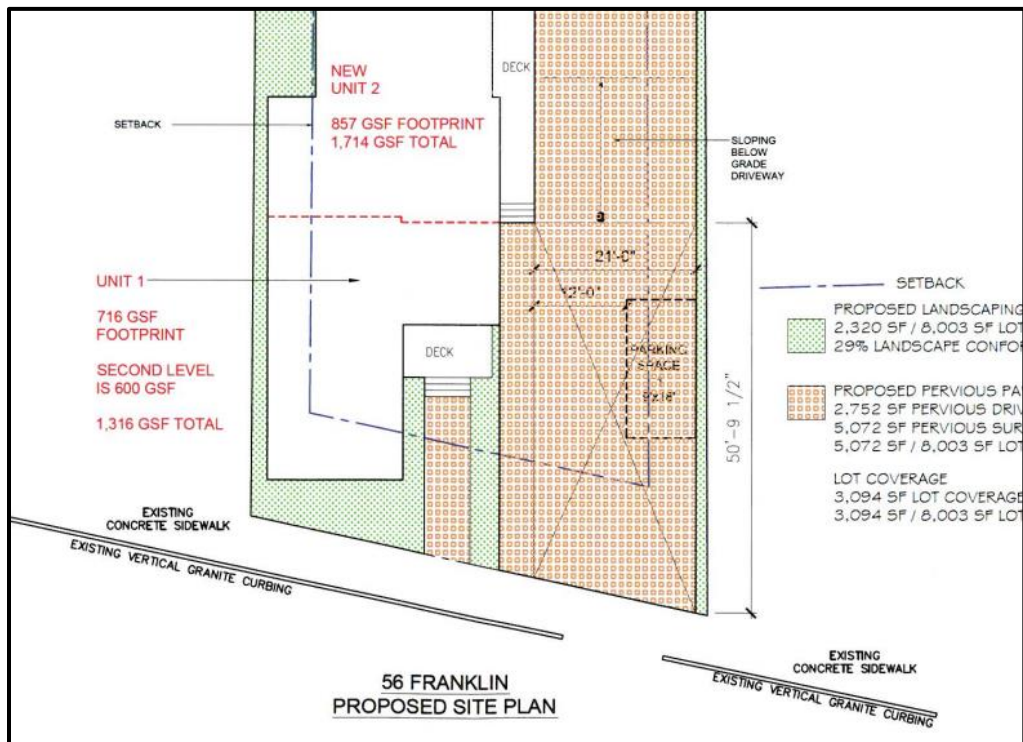 DECK
NEW
UNIT 2
857 GSF FOOTPRINT
1,714 GSF TOTAL
SETBACK
SLOPING
BELOW
GRADE
DRIVEWAY
UNIT 1
716 GSF
FOOTPRINT
SECOND LEVEL
IS 600 GSF
1,316 GSF TOTAL
DECK
21'-0"
12'-0"
PARKING
SPACE
9'x18'
50'-9 1/2"
SETBACK
PROPOSED LANDSCAPING
2,320 SF / 8,003 SF LOT
29% LANDSCAPE CONFOR
PROPOSED PERVIOUS PA
2,752 SF PERVIOUS DRIV
5,072 SF PERVIOUS SUR
5,072 SF / 8,003 SF LOT
LOT COVERAGE
3,094 SF LOT COVERAGE
3,094 SF / 8,003 SF LOT
EXISTING
CONCRETE SIDEWALK
EXISTING VERTICAL GRANITE CURBING
56 FRANKLIN
PROPOSED SITE PLAN
EXISTING
CONCRETE SIDEWALK
EXISTING VERTICAL GRANITE CURBING